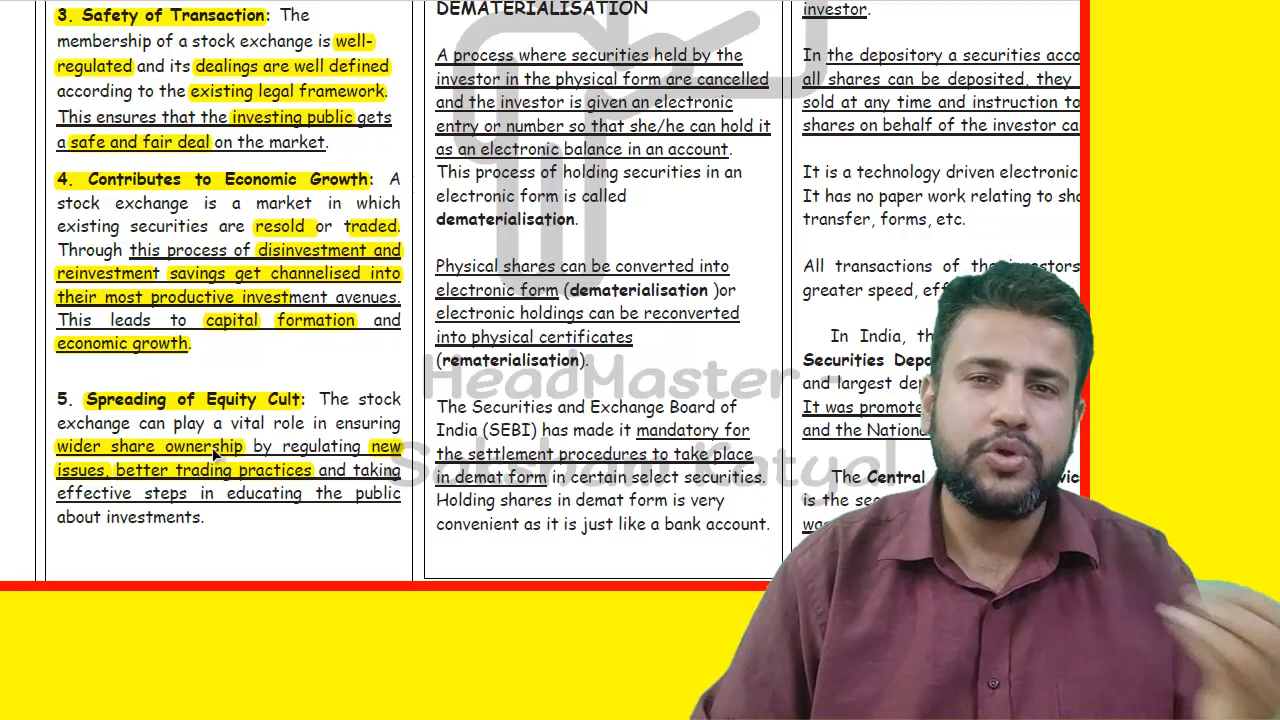 3. Safety of Transaction: The
membership of a stock exchange is well-
regulated and its dealings are well defined
according to the existing legal framework.
This ensures that the investing public gets
a safe and fair deal on the market.
4. Contributes to Economic Growth: A
stock exchange is a market in which
existing securities are resold or traded.
Through this process of disinvestment and
reinvestment savings get channelised into
their most productive investment avenues.
This leads to capital formation and
economic growth.
5. Spreading of Equity Cult: The stock
exchange can play a vital role in ensuring
wider share ownership by regulating new
issues, better trading practices and taking
effective steps in educating the public
about investments.
DEMATERIALISATION
A process where securities held by the
investor in the physical form are cancelled
and the investor is given an electronic
entry or number so that she/he can hold it
as an electronic balance in an account.
This process of holding securities in an
electronic form is called
dematerialisation.
Physical shares can be converted into
electronic form (dematerialisation )or
electronic holdings can be reconverted
into physical certificates
(rematerialisation).
The Securities and Exchange Board of
India (SEBI) has made it mandatory for
the settlement procedures to take place
in demat form in certain select securities.
Holding shares in demat form is very
convenient as it is just like a bank account.
investor.
In the depository a securities
all shares can be deposited, they
sold at any time and instruction to
shares on behalf of the investor
It is a technology driven electronic
It has no paper work relating to
transfer, forms, etc.
All transactions of the investors
greater speed,
In India,
Securities
and largest
It was
and the
The Central
is the
HeadMaster -
Saksham Katyal